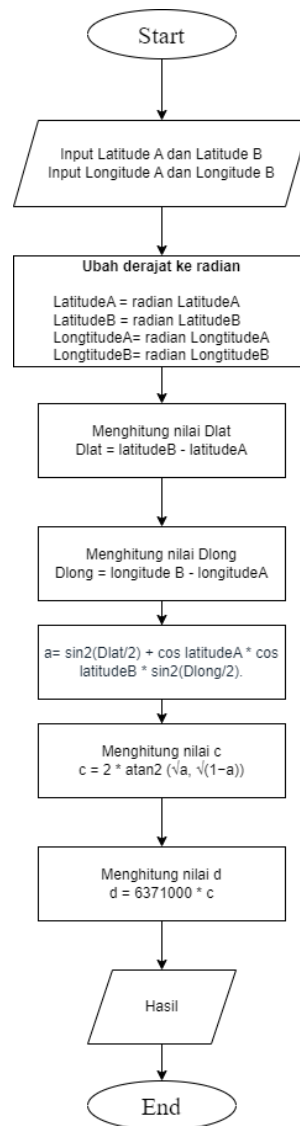 Start
Input Latitude A dan Latitude B
Input Longitude A dan Longitude B
Ubah derajat ke radian
LatitudeA = radian LatitudeA
LatitudeB = radian LatitudeB
LongtitudeA= radian LongtitudeA
LongtitudeB= radian LongtitudeB
Menghitung nilai Dlat
Dlat = latitudeB - latitudeA
Menghitung nilai Dlong
Dlong = longitude B - longitudeA
a= sin2(Dlat/2) + cos latitudeA * cos
latitudeB * sin2(Dlong/2).
Menghitung nilai c
c = 2 * atan2 (√a, √(1−a))
Menghitung nilai d
d = 6371000 * c
Hasil
End